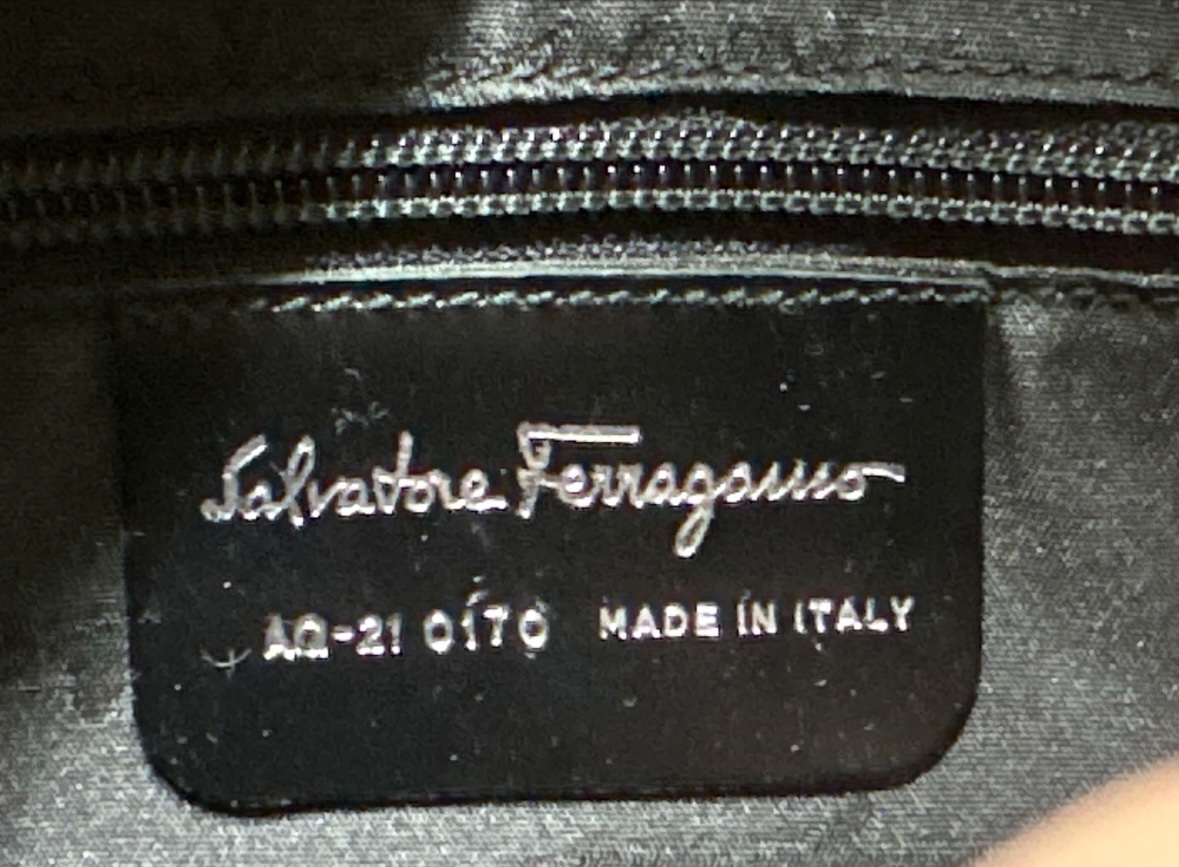 Salvatore Ferragamo
AQ-21 0170 MADE IN ITALY